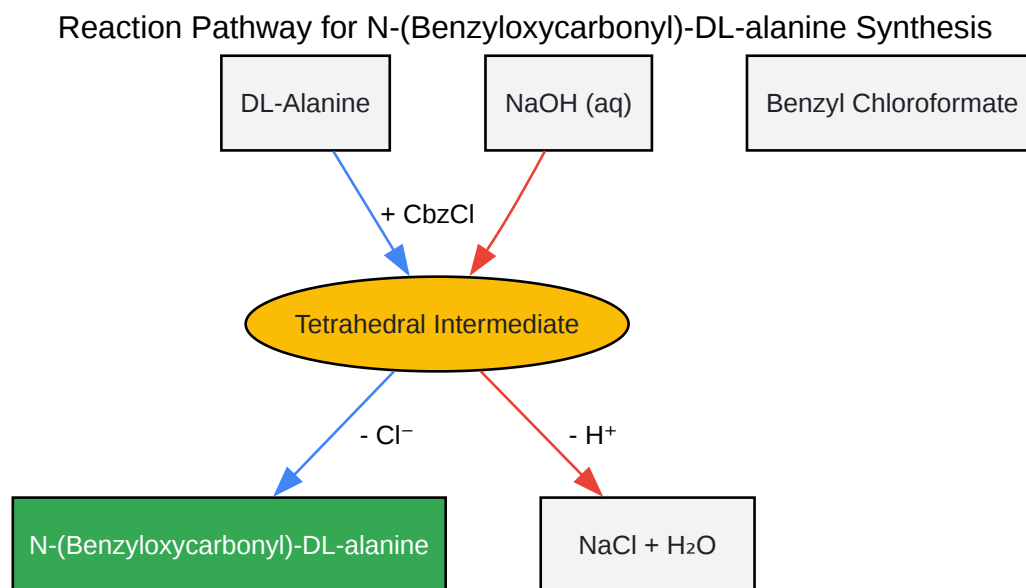 Reaction Pathway for N-(Benzyloxycarbonyl)-DL-alanine Synthesis
DL-Alanine
NaOH (aq)
Benzyl Chloroformate
+ CbzCl
Tetrahedral Intermediate
- Cl⁻
- H⁺
N-(Benzyloxycarbonyl)-DL-alanine
NaCl + H₂O